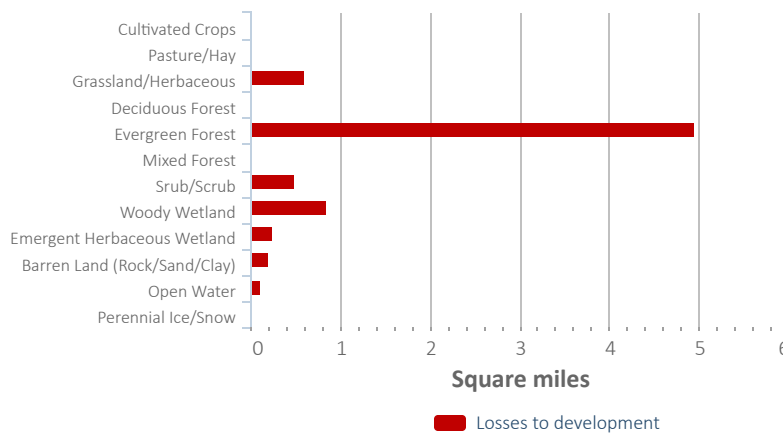 Cultivated Crops
Pasture/Hay
Grassland/Herbaceous
Deciduous Forest
Evergreen Forest
Mixed Forest
Srub/Scrub
Woody Wetland
Emergent Herbaceous Wetland
Barren Land (Rock/Sand/Clay)
Open Water
Perennial Ice/Snow
0 1 2 3 4 5 6
Square miles
Losses to development